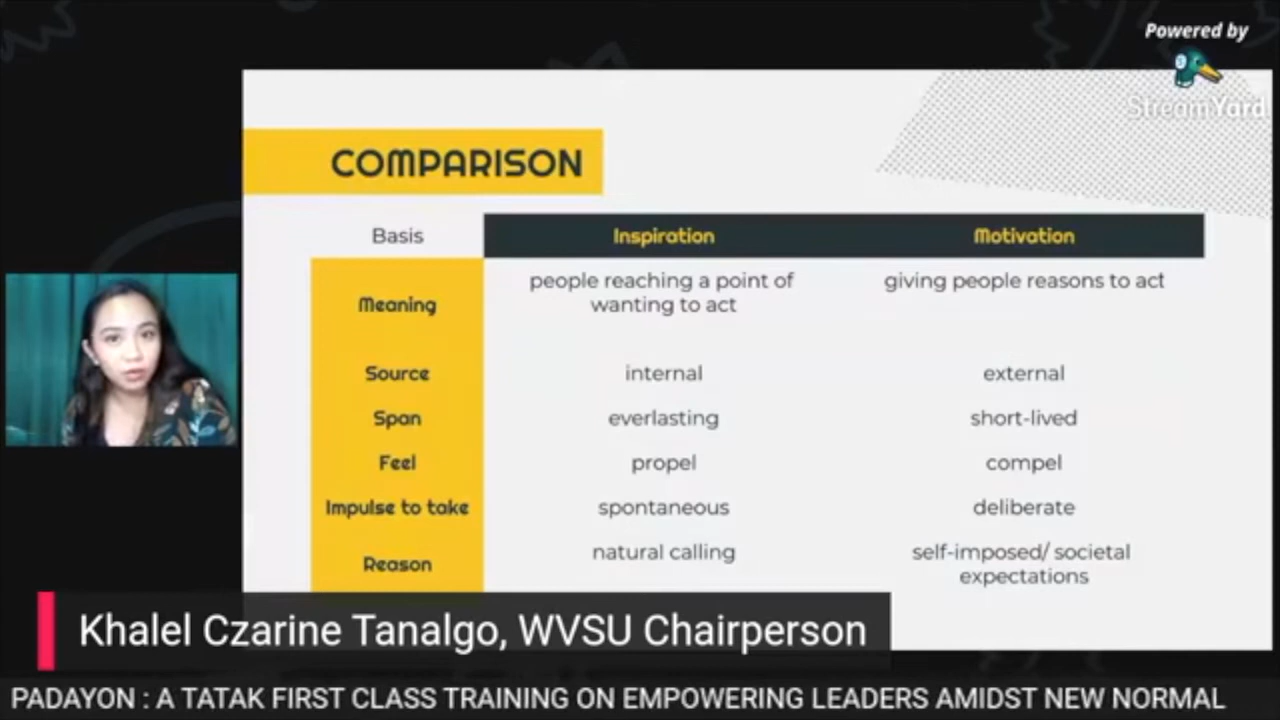 Powered by
StreamYard
COMPARISON
Basis Inspiration Motivation
Meaning people reaching a point of giving people reasons to act
wanting to act
Source internal external
Span everlasting short-lived
Feel propel compel
Impulse to take spontaneous deliberate
Reason natural calling self-imposed/ societal
expectations
Khalel Czarine Tanalgo, WVSU Chairperson
PADAYON : A TATAK FIRST CLASS TRAINING ON EMPOWERING LEADERS AMIDST NEW NORMAL